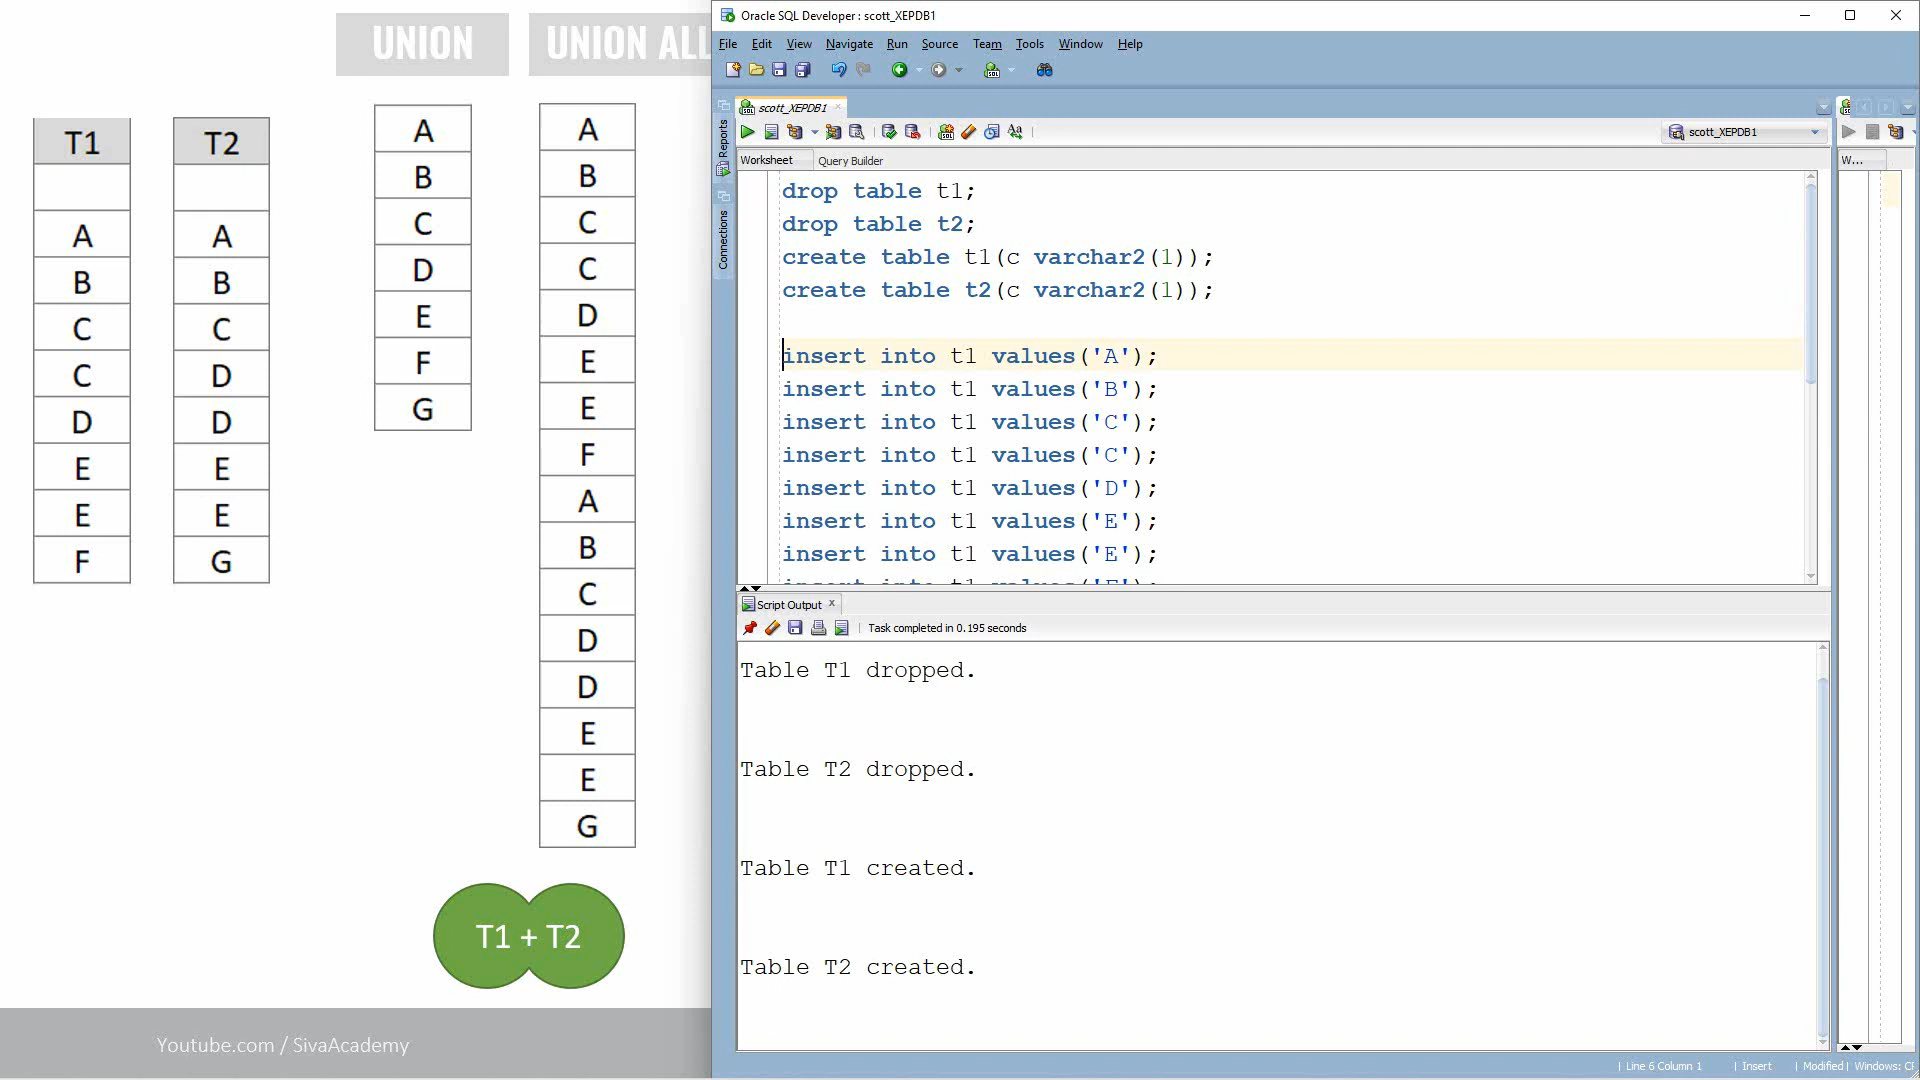 UNION
UNION ALL
T1
A
B
C
C
D
E
E
F
T2
A
B
C
D
D
E
E
G
A
B
C
D
E
F
G
A
B
C
C
D
E
E
F
A
B
C
D
D
E
E
G
T1 + T2
Youtube.com / SivaAcademy
Oracle SQL Developer : scott_XEPDB1
File Edit View Navigate Run Source Team Tools Window Help
Reports
Connections
scott_XEPDB1
scott_XEPDB1
Worksheet Query Builder
W...
drop table t1;
drop table t2;
create table t1(c varchar2(1));
create table t2(c varchar2(1));
insert into t1 values('A');
insert into t1 values('B');
insert into t1 values('C');
insert into t1 values('C');
insert into t1 values('D');
insert into t1 values('E');
insert into t1 values('E');
insert into t1 values('F');
Script Output
Task completed in 0.195 seconds
Table T1 dropped.
Table T2 dropped.
Table T1 created.
Table T2 created.
Line 6 Column 1 | Insert | Modified | Windows: